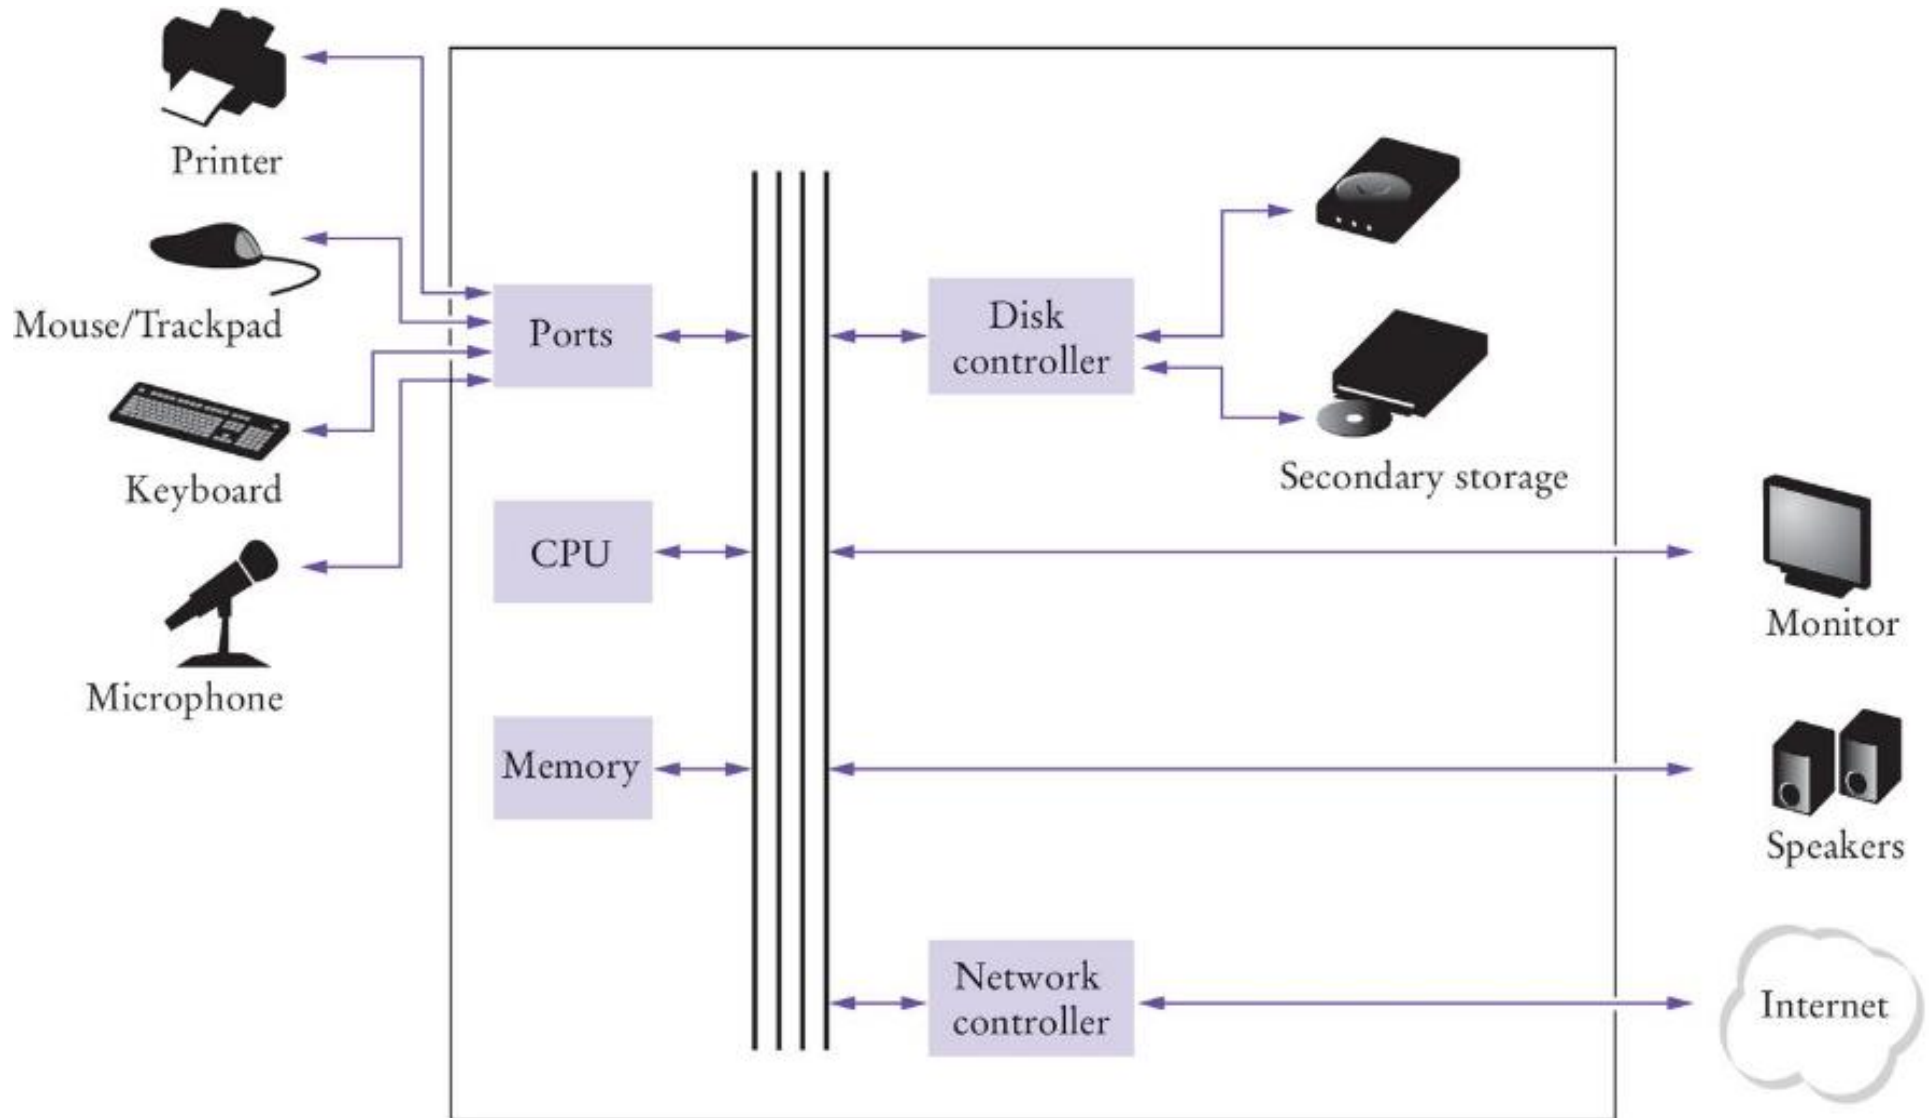 Printer
Mouse/Trackpad
Keyboard
Microphone
Ports
CPU
Memory
Disk
controller
Secondary storage
Network
controller
Monitor
Speakers
Internet